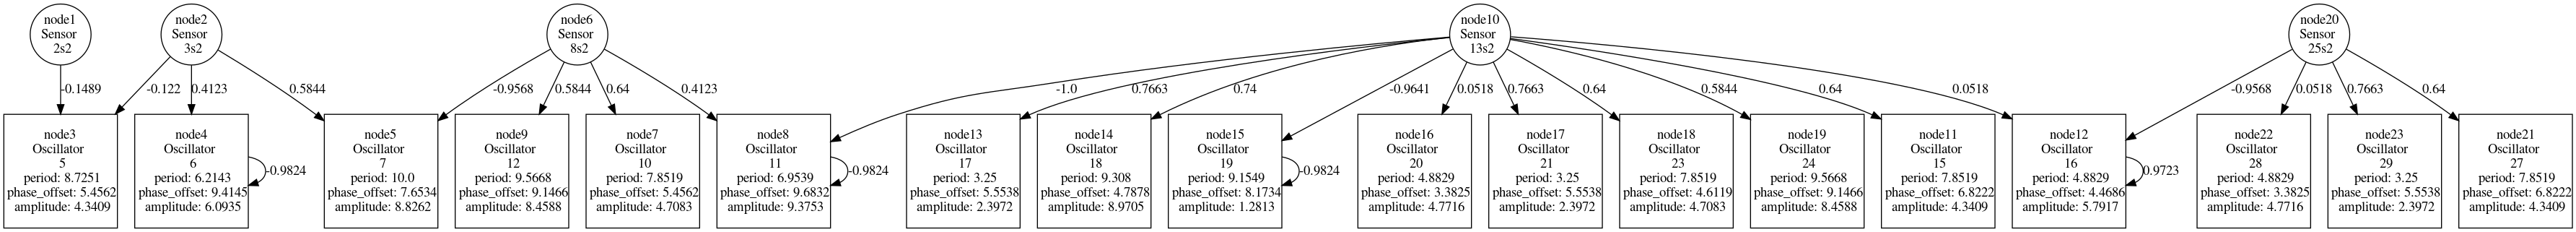 node1
Sensor
2s2
node2
Sensor
3s2
node6
Sensor
8s2
node10
Sensor
13s2
node20
Sensor
25s2
-0.1489
-0.122
0.4123
0.5844
-0.9568
0.5844
0.64
0.4123
-1.0
0.7663
0.74
-0.9641
0.0518
0.7663
0.64
0.5844
0.64
0.0518
-0.9568
0.0518
0.7663
0.64
node3
Oscillator
5
period: 8.7251
phase_offset: 5.4562
amplitude: 4.3409
node4
Oscillator
6
period: 6.2143
phase_offset: 9.4145
amplitude: 6.0935
-0.9824
node5
Oscillator
7
period: 10.0
phase_offset: 7.6534
amplitude: 8.8262
node9
Oscillator
12
period: 9.5668
phase_offset: 9.1466
amplitude: 8.4588
node7
Oscillator
10
period: 7.8519
phase_offset: 5.4562
amplitude: 4.7083
node8
Oscillator
11
period: 6.9539
phase_offset: 9.6832
amplitude: 9.3753
-0.9824
node13
Oscillator
17
period: 3.25
phase_offset: 5.5538
amplitude: 2.3972
node14
Oscillator
18
period: 9.308
phase_offset: 4.7878
amplitude: 8.9705
node15
Oscillator
19
period: 9.1549
phase_offset: 8.1734
amplitude: 1.2813
-0.9824
node16
Oscillator
20
period: 4.8829
phase_offset: 3.3825
amplitude: 4.7716
node17
Oscillator
21
period: 3.25
phase_offset: 5.5538
amplitude: 2.3972
node18
Oscillator
23
period: 7.8519
phase_offset: 4.6119
amplitude: 4.7083
node19
Oscillator
24
period: 9.5668
phase_offset: 9.1466
amplitude: 8.4588
node11
Oscillator
15
period: 7.8519
phase_offset: 6.8222
amplitude: 4.3409
node12
Oscillator
16
period: 4.8829
phase_offset: 4.4686
amplitude: 5.7917
0.9723
node22
Oscillator
28
period: 4.8829
phase_offset: 3.3825
amplitude: 4.7716
node23
Oscillator
29
period: 3.25
phase_offset: 5.5538
amplitude: 2.3972
node21
Oscillator
27
period: 7.8519
phase_offset: 6.8222
amplitude: 4.3409